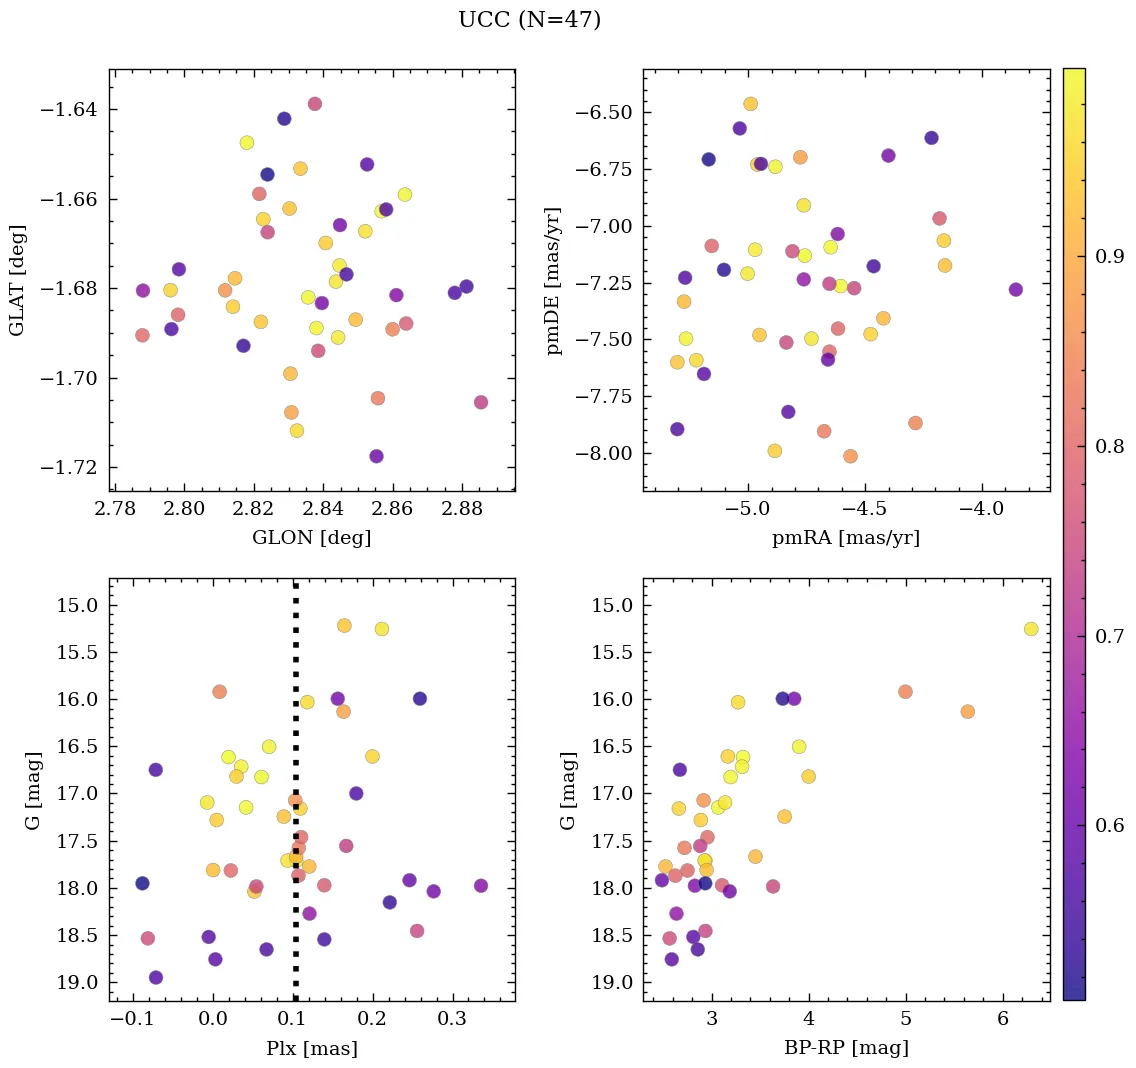 UCC (N=47)
−1.64
−1.66
−1.68
−1.70
−1.72
GLAT [deg]
2.78 2.80 2.82 2.84 2.86 2.88
GLON [deg]
−6.50
−6.75
−7.00
−7.25
−7.50
−7.75
−8.00
pmDE [mas/yr]
−5.0 −4.5 −4.0
pmRA [mas/yr]
15.0
15.5
16.0
16.5
17.0
17.5
18.0
18.5
19.0
G [mag]
−0.1 0.0 0.1 0.2 0.3
Plx [mas]
15.0
15.5
16.0
16.5
17.0
17.5
18.0
18.5
19.0
G [mag]
3 4 5 6
BP-RP [mag]
0.9
0.8
0.7
0.6